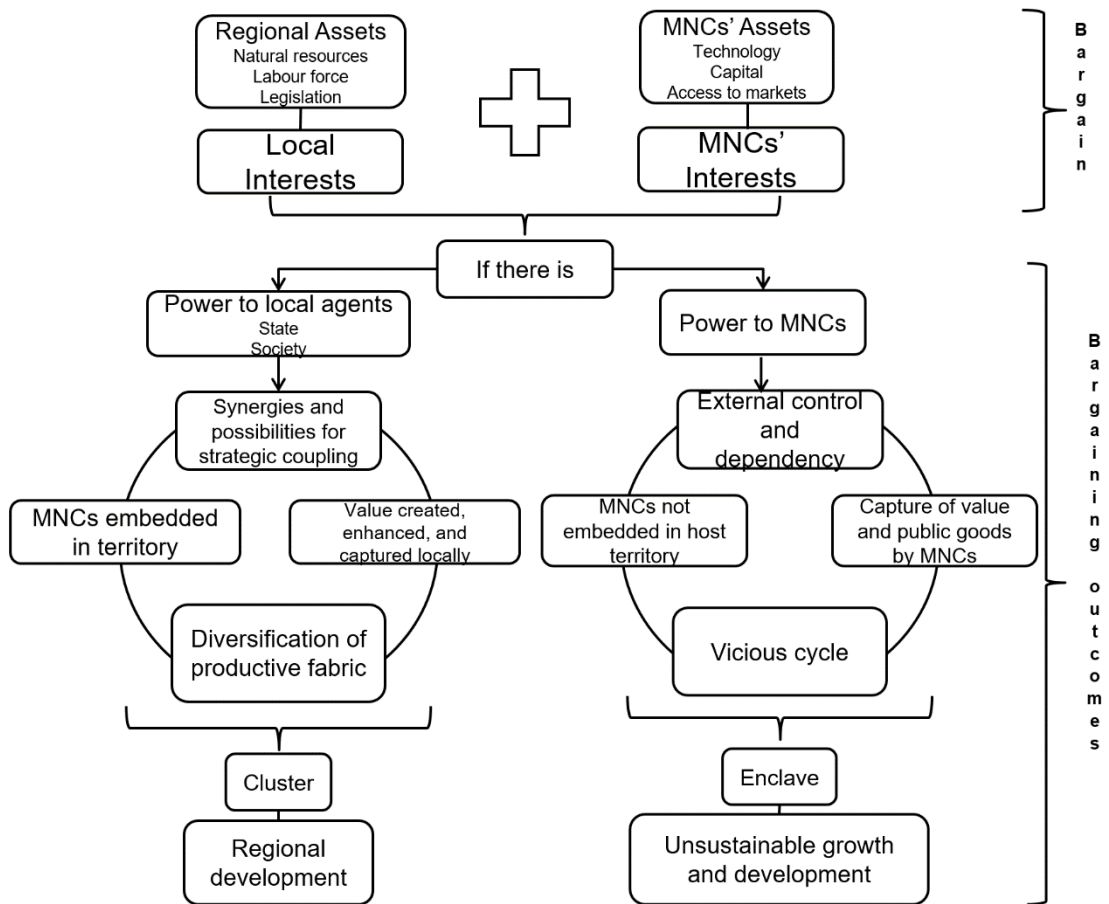 Regional Assets
Natural resources
Labour force
Legislation
MNCs’ Assets
Technology
Capital
Access to markets
Local
Interests
MNCs’
Interests
Bargain
If there is
Power to local agents
State
Society
Power to MNCs
Synergies and
possibilities for
strategic coupling
MNCs embedded
in territory
Value created,
enhanced, and
captured locally
Diversification of
productive fabric
Cluster
Regional
development
External control
and
dependency
MNCs not
embedded in host
territory
Capture of value
and public goods
by MNCs
Vicious cycle
Enclave
Unsustainable growth
and development
Bargaining outcomes